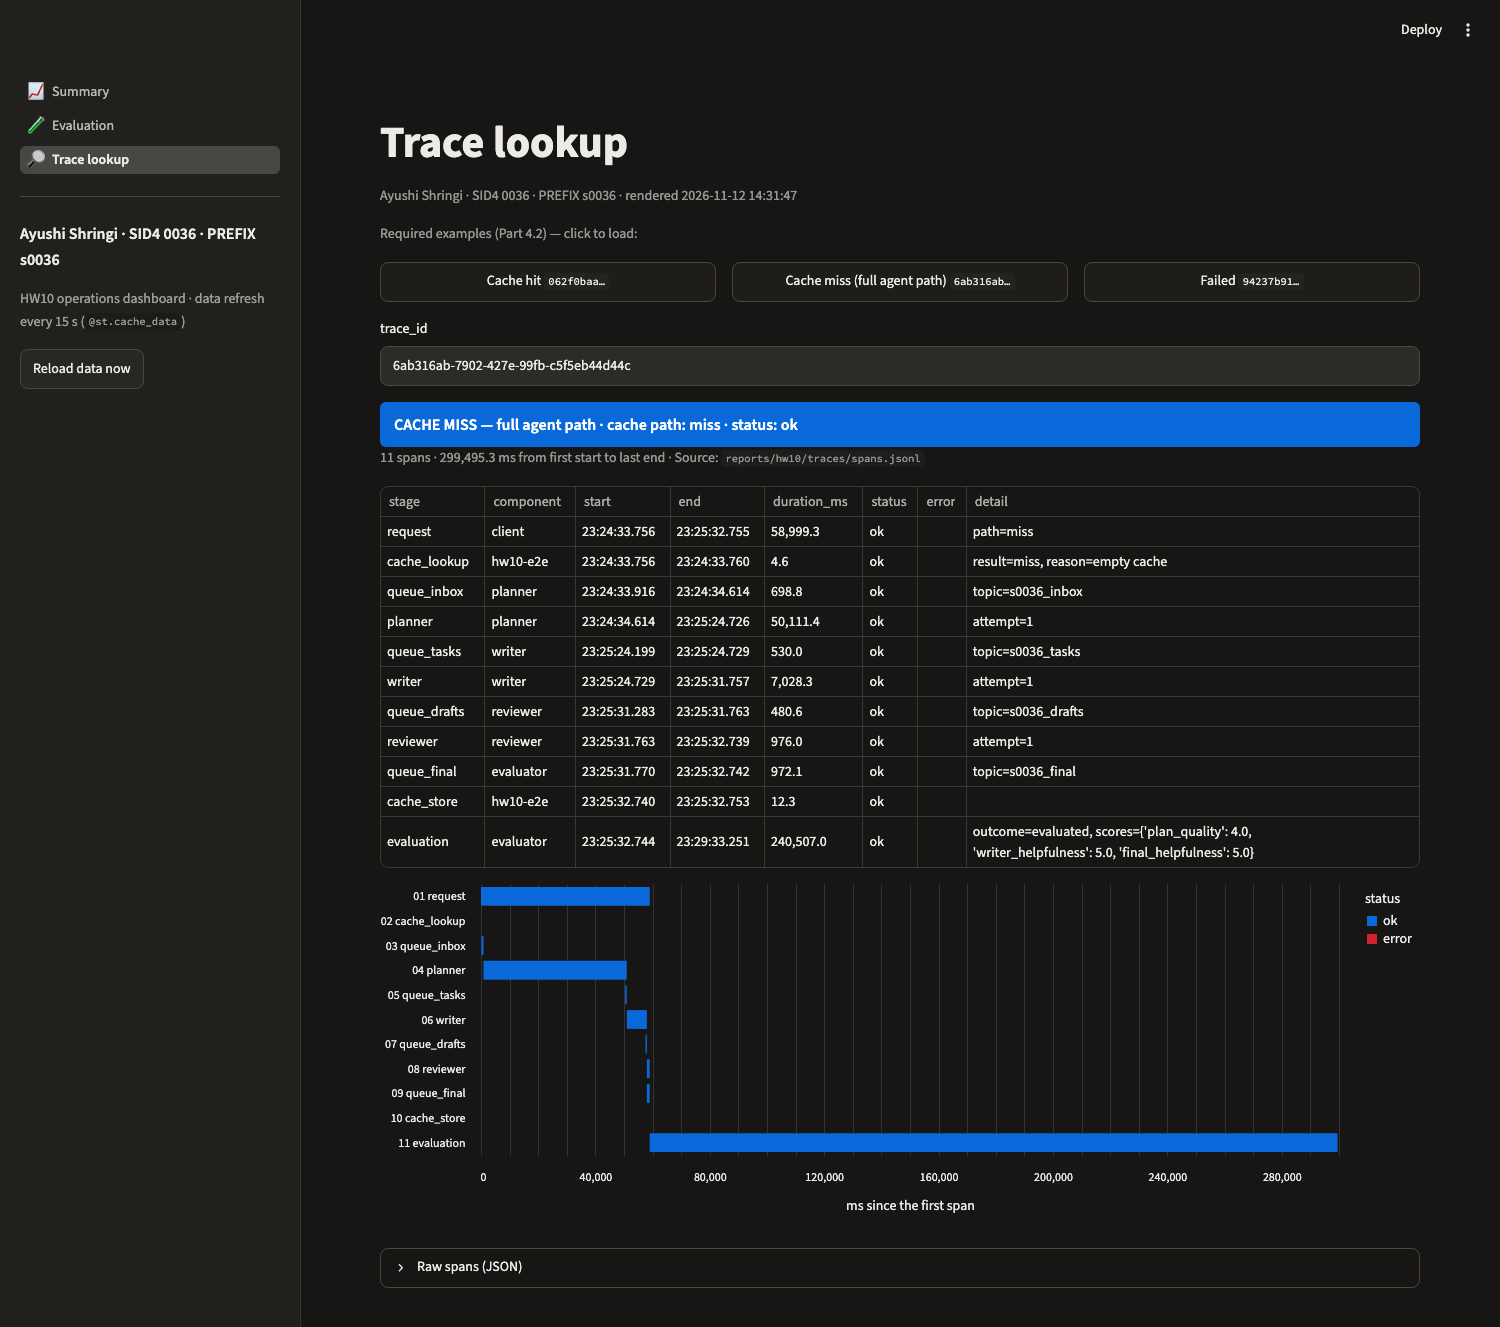 Deploy
Summary
Evaluation
Trace lookup
Ayushi Shringi · SID4 0036 · PREFIX
s0036
HW10 operations dashboard · data refresh
every 15 s ( @st.cache_data )
Reload data now
Trace lookup
Ayushi Shringi · SID4 0036 · PREFIX s0036 · rendered 2026-11-12 14:31:47
Required examples (Part 4.2) — click to load:
Cache hit 062f0baa…
Cache miss (full agent path) 6ab316ab…
Failed 94237b91…
trace_id
6ab316ab-7902-427e-99fb-c5f5eb44d44c
CACHE MISS — full agent path · cache path: miss · status: ok
11 spans · 299,495.3 ms from first start to last end · Source: reports/hw10/traces/spans.jsonl
stage component start end duration_ms status error detail
request client 23:24:33.756 23:25:32.755 58,999.3 ok path=miss
cache_lookup hw10-e2e 23:24:33.756 23:24:33.760 4.6 ok result=miss, reason=empty cache
queue_inbox planner 23:24:33.916 23:24:34.614 698.8 ok topic=s0036_inbox
planner planner 23:24:34.614 23:25:24.726 50,111.4 ok attempt=1
queue_tasks writer 23:25:24.199 23:25:24.729 530.0 ok topic=s0036_tasks
writer writer 23:25:24.729 23:25:31.757 7,028.3 ok attempt=1
queue_drafts reviewer 23:25:31.283 23:25:31.763 480.6 ok topic=s0036_drafts
reviewer reviewer 23:25:31.763 23:25:32.739 976.0 ok attempt=1
queue_final evaluator 23:25:31.770 23:25:32.742 972.1 ok topic=s0036_final
cache_store hw10-e2e 23:25:32.740 23:25:32.753 12.3 ok
evaluation evaluator 23:25:32.744 23:29:33.251 240,507.0 ok outcome=evaluated, scores={'plan_quality': 4.0,
'writer_helpfulness': 5.0, 'final_helpfulness': 5.0}
01 request
02 cache_lookup
03 queue_inbox
04 planner
05 queue_tasks
06 writer
07 queue_drafts
08 reviewer
09 queue_final
10 cache_store
11 evaluation
status
ok
error
0 40,000 80,000 120,000 160,000 200,000 240,000 280,000
ms since the first span
Raw spans (JSON)